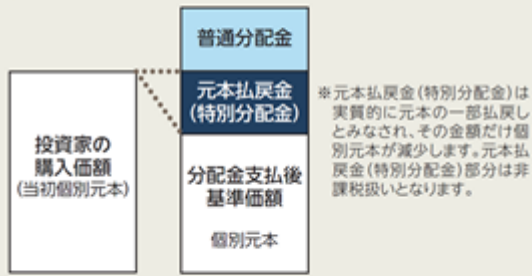 普通分配金
元本払戻金
(特別分配金)
投資家の
購入価額
(当初個別元本)
分配金支払後
基準価額
個別元本
※元本払戻金(特別分配金)は
実質的に元本の一部払戻し
とみなされ、その金額だけ個
別元本が減少します。元本払
戻金(特別分配金)部分は非
課税扱いとなります。